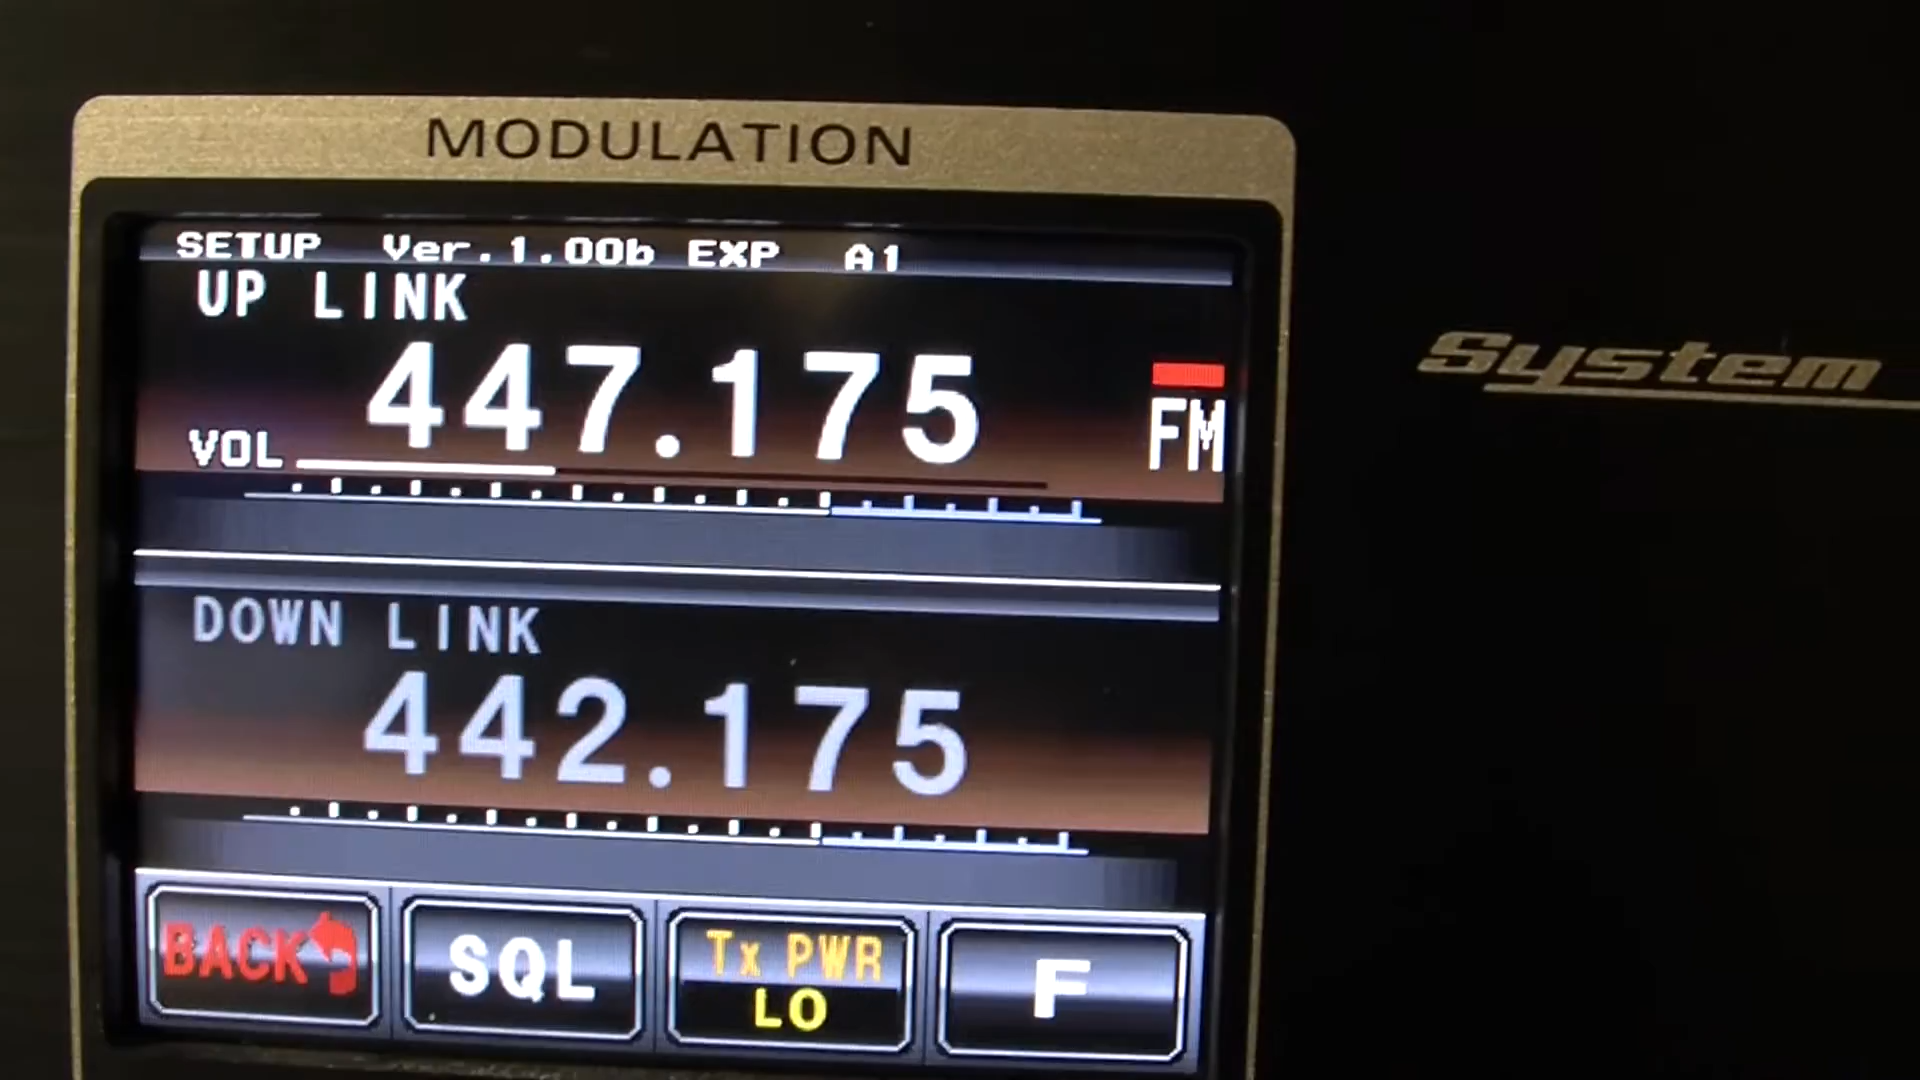 MODULATION
SETUP Ver.1.00b EXP A1
UP LINK
447.175
FM
VOL
System
DOWN LINK
442.175
BACK
SQL
Tx PWR
LO
F